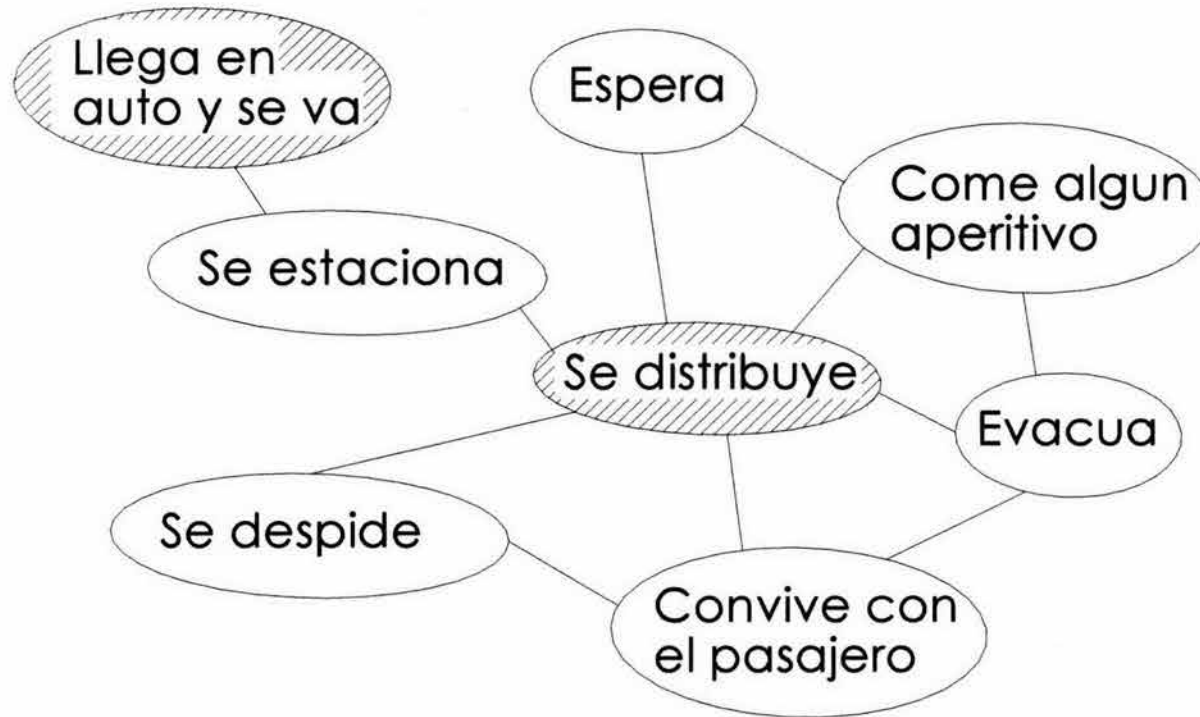 Llega en
auto y se va
Espera
Come algun
aperitivo
Se estaciona
Se distribuye
Evacua
Se despide
Convive con
el pasajero